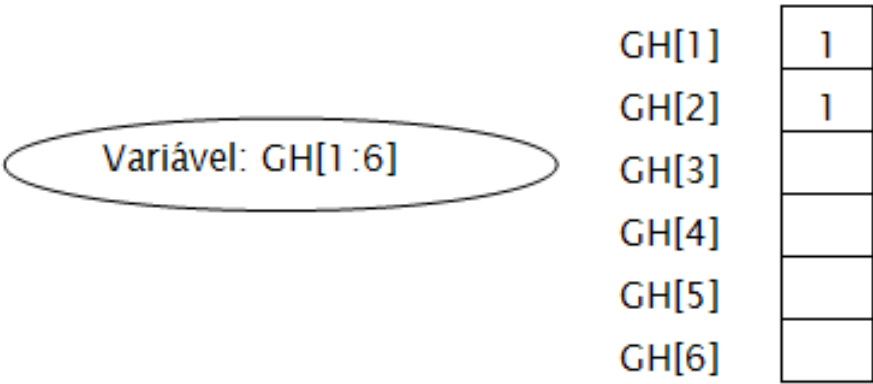 GH[1] 1
GH[2] 1
Variável: GH[1:6]
GH[3]
GH[4]
GH[5]
GH[6]